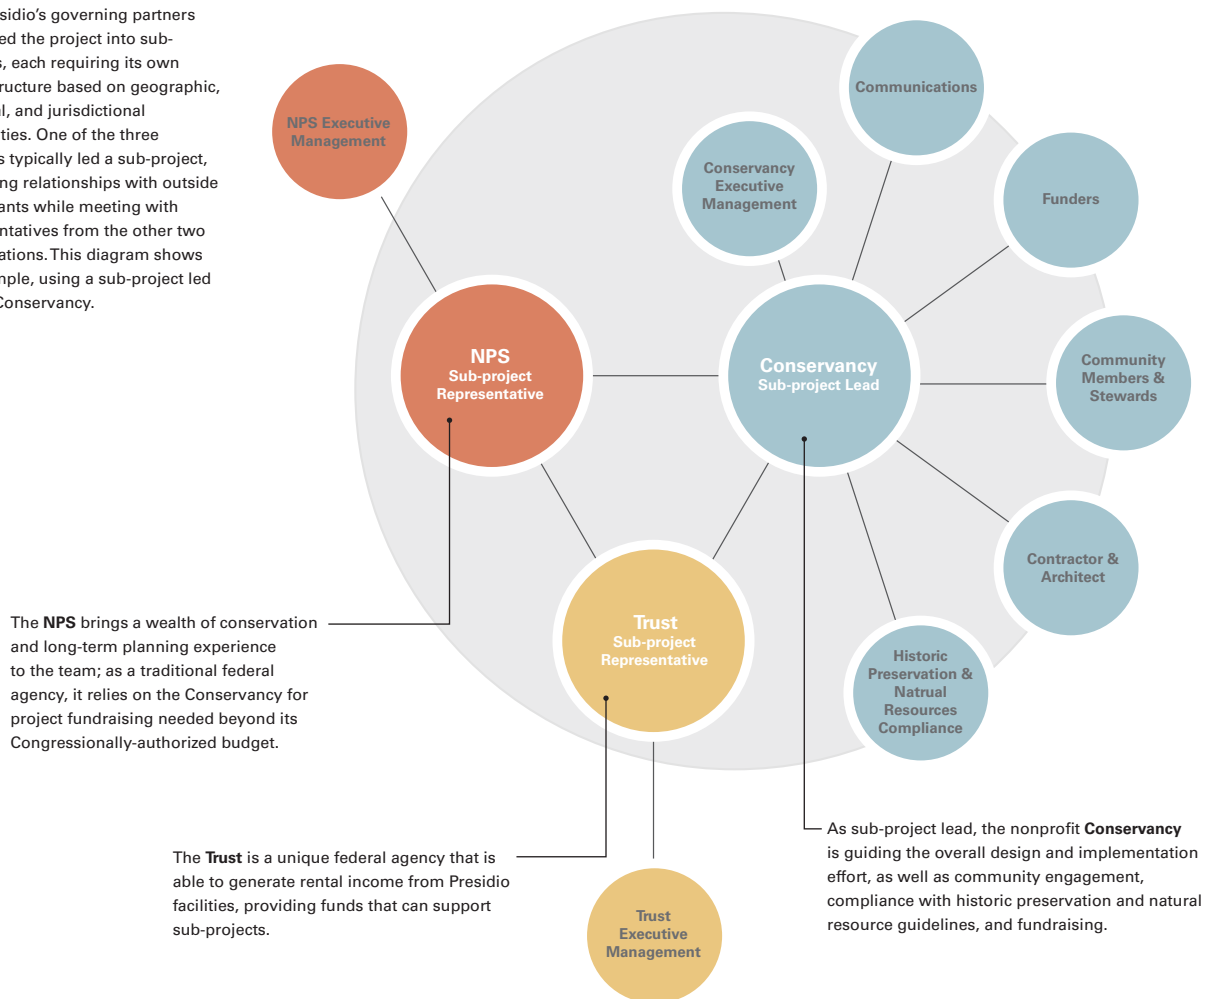 sidio’s governing partners
ed the project into sub-
s, each requiring its own
ructure based on geographic,
l, and jurisdictional
ties. One of the three
s typically led a sub-project,
ng relationships with outside
ants while meeting with
ntatives from the other two
ations. This diagram shows
mple, using a sub-project led
Conservancy.
NPS Executive
Management
Communications
Conservancy
Executive
Management
Funders
NPS
Sub-project
Representative
Conservancy
Sub-project Lead
Community
Members &
Stewards
Contractor &
Architect
Trust
Sub-project
Representative
Historic
Preservation &
Natrual
Resources
Compliance
The NPS brings a wealth of conservation
and long-term planning experience
to the team; as a traditional federal
agency, it relies on the Conservancy for
project fundraising needed beyond its
Congressionally-authorized budget.
The Trust is a unique federal agency that is
able to generate rental income from Presidio
facilities, providing funds that can support
sub-projects.
Trust
Executive
Management
As sub-project lead, the nonprofit Conservancy
is guiding the overall design and implementation
effort, as well as community engagement,
compliance with historic preservation and natural
resource guidelines, and fundraising.